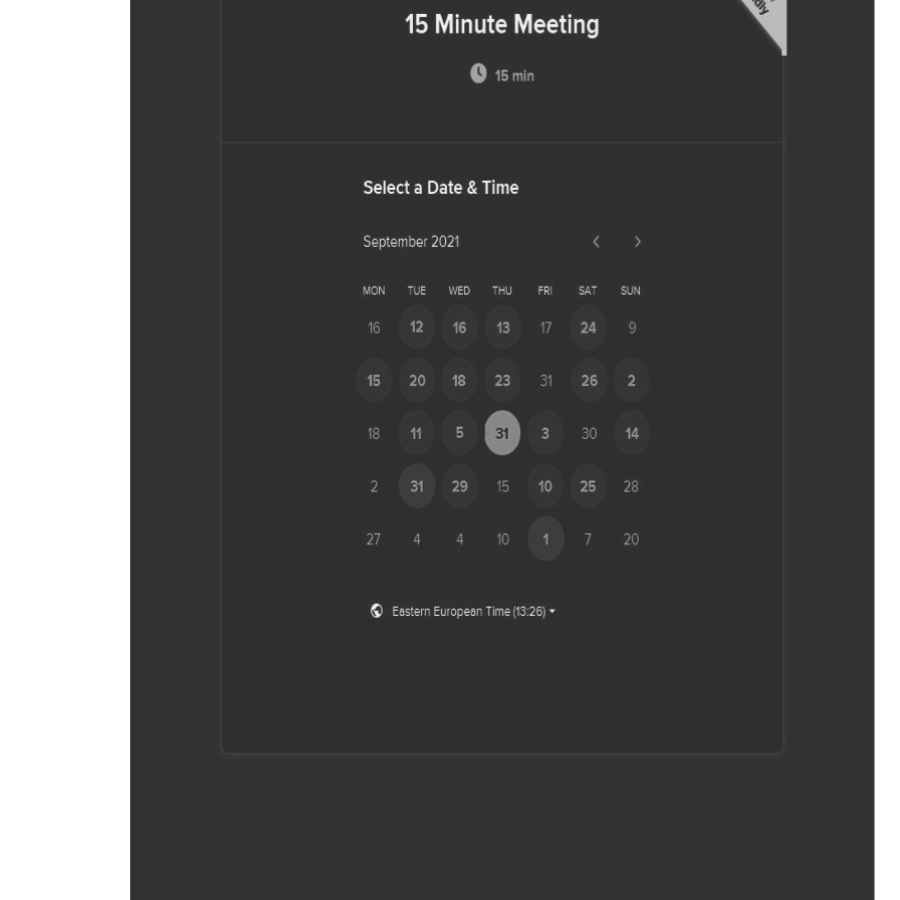 15 Minute Meeting
15 min
Select a Date & Time
September 2021
MON TUE WED THU FRI SAT SUN
16 12 16 13 17 24 9
15 20 18 23 31 26 2
18 11 5 31 3 30 14
2 31 29 15 10 25 28
27 4 4 10 1 7 20
Eastern European Time (13:26)